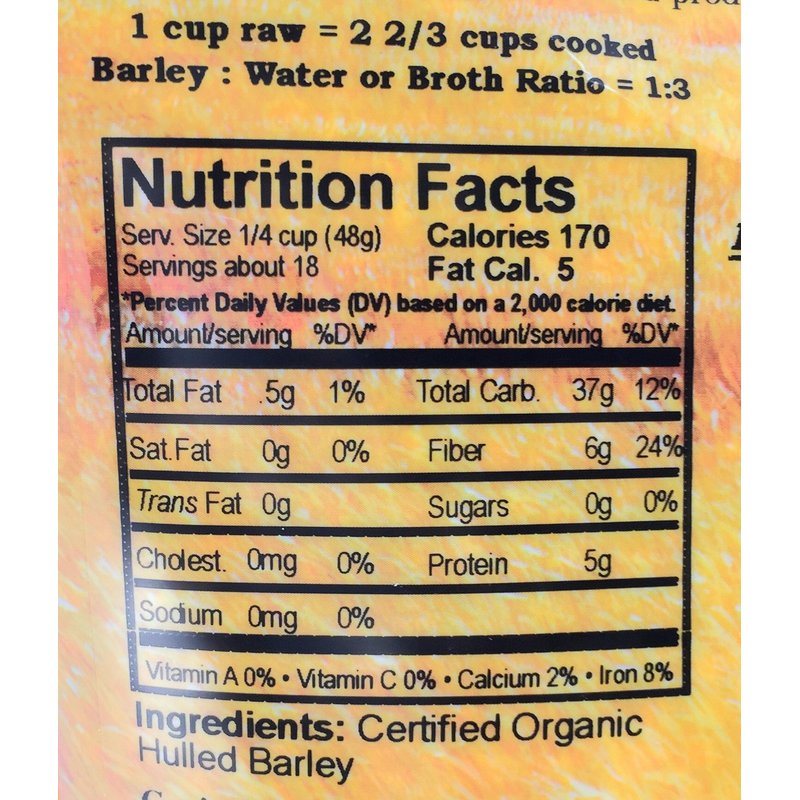 1 cup raw = 2 2/3 cups cooked
Barley : Water or Broth Ratio = 1:3
Nutrition Facts
Serv. Size 1/4 cup (48g) Calories 170
Servings about 18 Fat Cal. 5
*Percent Daily Values (DV) based on a 2,000 calorie diet.
Amount/serving %DV* Amount/serving %DV*
Total Fat .5g 1% Total Carb. 37g 12%
Sat.Fat 0g 0% Fiber 6g 24%
Trans Fat 0g Sugars 0g 0%
Cholest. 0mg 0% Protein 5g
Sodium 0mg 0%
Vitamin A 0% • Vitamin C 0% • Calcium 2% • Iron 8%
Ingredients: Certified Organic
Hulled Barley